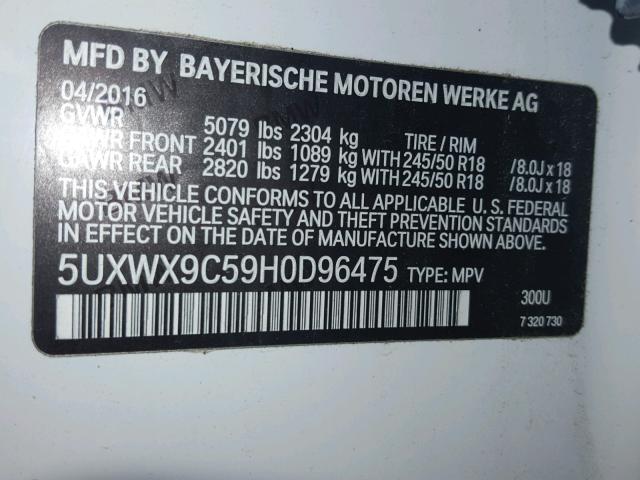 MFD BY BAYERISCHE MOTOREN WERKE AG
04/2016
GVWR 5079 lbs 2304 kg TIRE / RIM
GAWR FRONT 2401 lbs 1089 kg WITH 245/50 R18 /8.0J x 18
GAWR REAR 2820 lbs 1279 kg WITH 245/50 R18 /8.0J x 18
THIS VEHICLE CONFORMS TO ALL APPLICABLE U. S. FEDERAL
MOTOR VEHICLE SAFETY AND THEFT PREVENTION STANDARDS
IN EFFECT ON THE DATE OF MANUFACTURE SHOWN ABOVE.
5UXWX9C59H0D96475 TYPE: MPV
300U
7 320 730